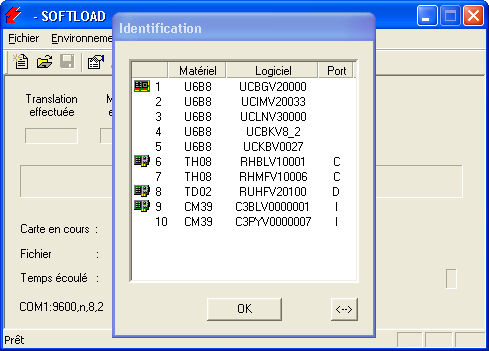 - SOFTLOAD
Identification
Fichier Environneme
Translation
effectuée
Matériel Logiciel Port
1 U6B8 UCBGV20000
2 U6B8 UCIMV20033
3 U6B8 UCLNV30000
4 U6B8 UCBKV8_2
5 U6B8 UCKBV0027
6 TH08 RHBLV10001 C
7 TH08 RHMFV10006 C
8 TD02 RUHFV20100 D
9 CM39 C3BLV0000001 I
10 CM39 C3PYV0000007 I
Carte en cours :
Fichier :
Temps écoulé :
COM1:9600,n,8,2
OK <-->
Prêt